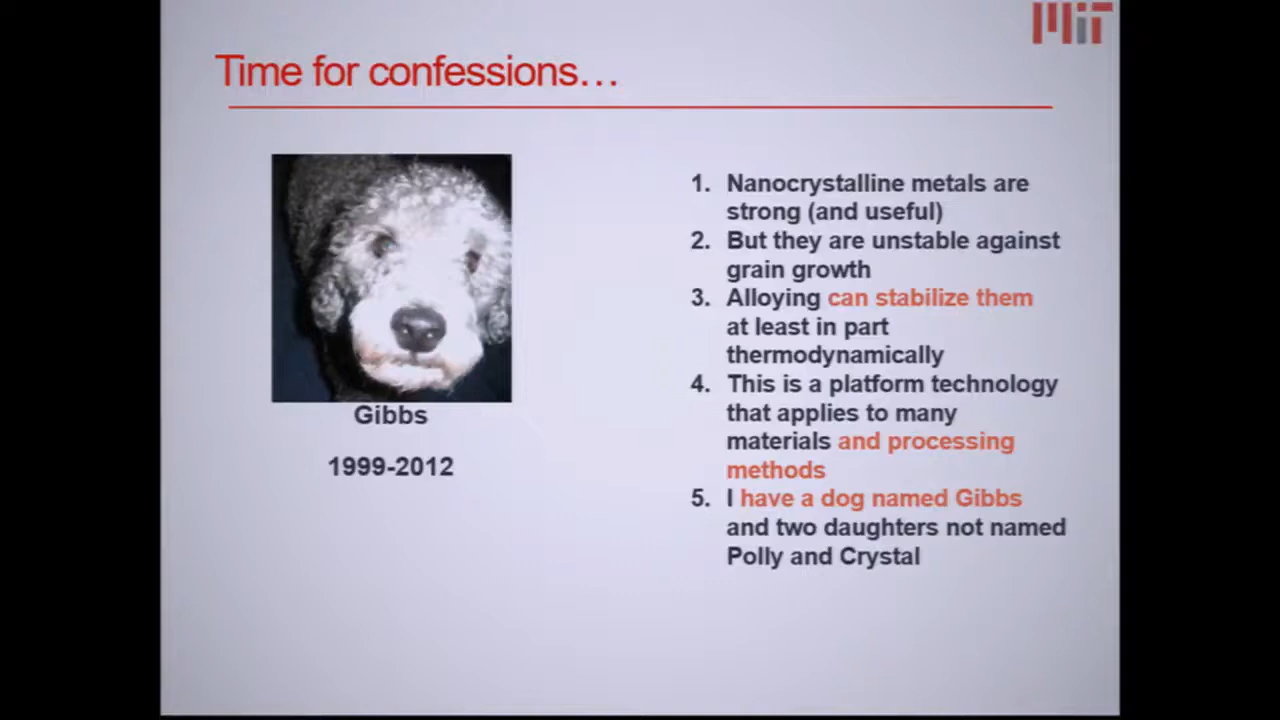 MIT
Time for confessions…
Gibbs
1999-2012
1. Nanocrystalline metals are
strong (and useful)
2. But they are unstable against
grain growth
3. Alloying can stabilize them
at least in part
thermodynamically
4. This is a platform technology
that applies to many
materials and processing
methods
5. I have a dog named Gibbs
and two daughters not named
Polly and Crystal